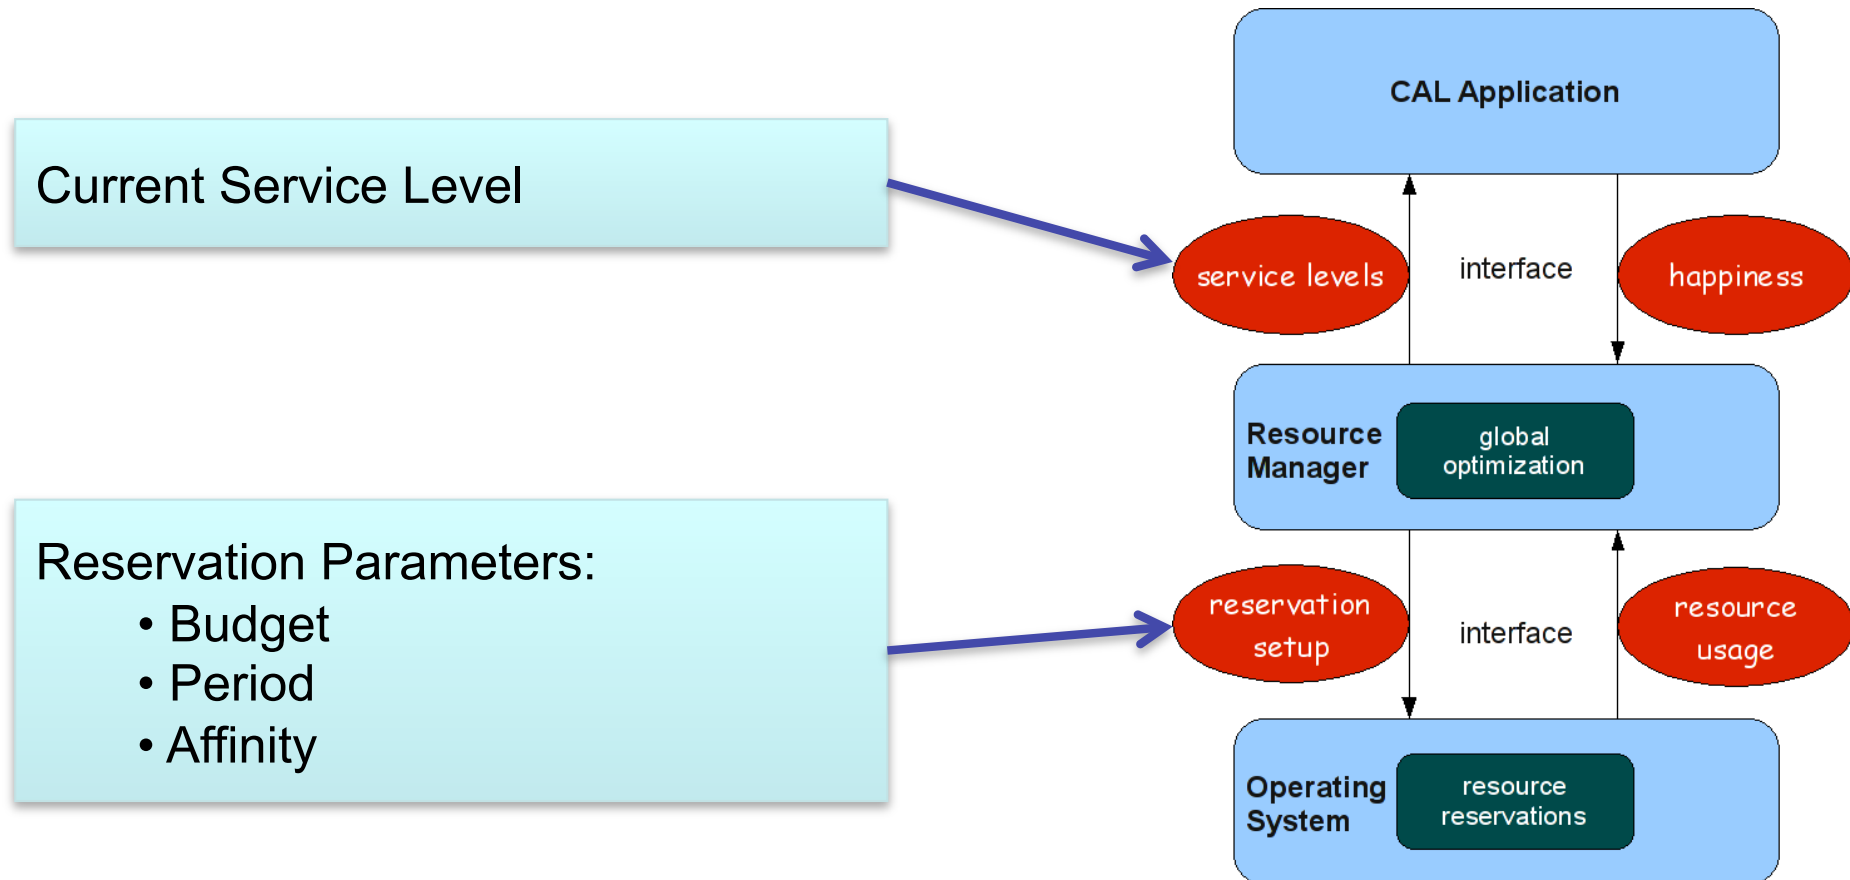 CAL Application
Current Service Level
service levels
interface
happiness
Resource
Manager
global
optimization
Reservation Parameters:
• Budget
• Period
• Affinity
reservation
setup
interface
resource
usage
Operating
System
resource
reservations